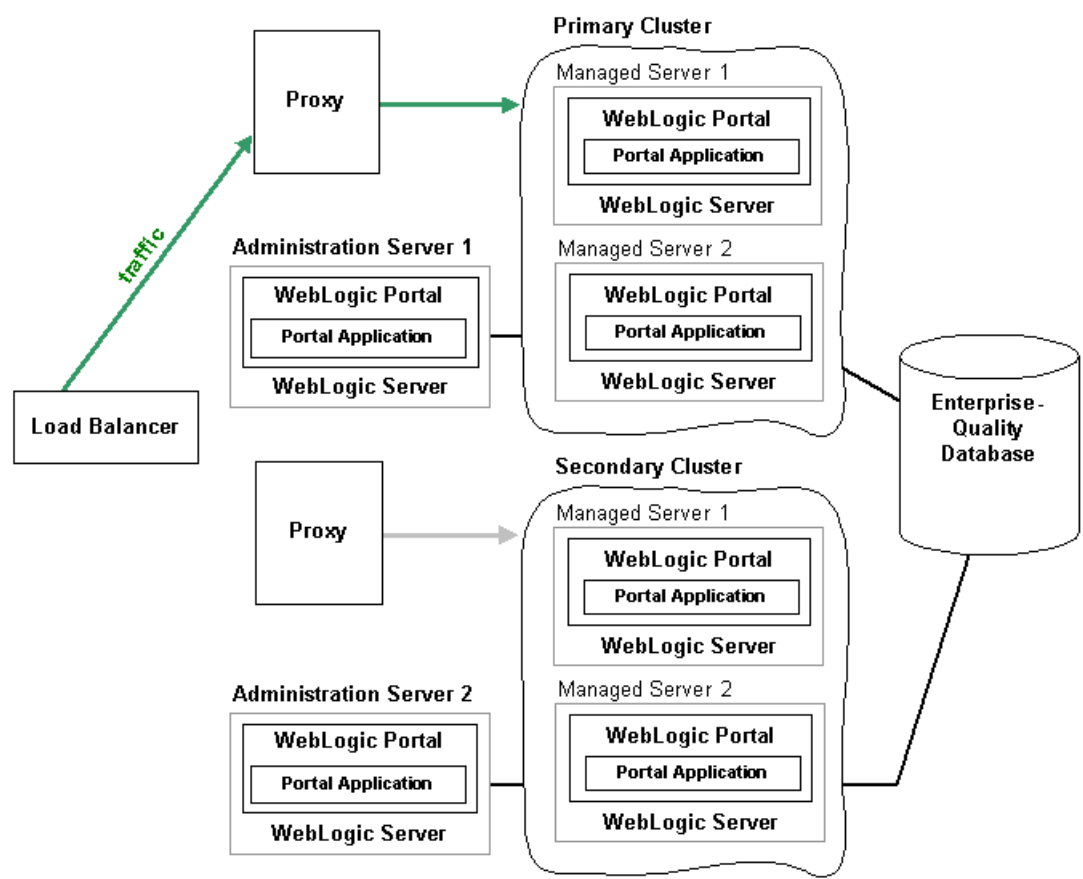 Primary Cluster
Managed Server 1
Proxy
WebLogic Portal
Portal Application
WebLogic Server
traffic
Administration Server 1
Managed Server 2
WebLogic Portal
WebLogic Portal
Portal Application
Portal Application
WebLogic Server
WebLogic Server
Load Balancer
Enterprise-
Quality
Database
Secondary Cluster
Managed Server 1
Proxy
WebLogic Portal
Portal Application
WebLogic Server
Administration Server 2
Managed Server 2
WebLogic Portal
WebLogic Portal
Portal Application
Portal Application
WebLogic Server
WebLogic Server